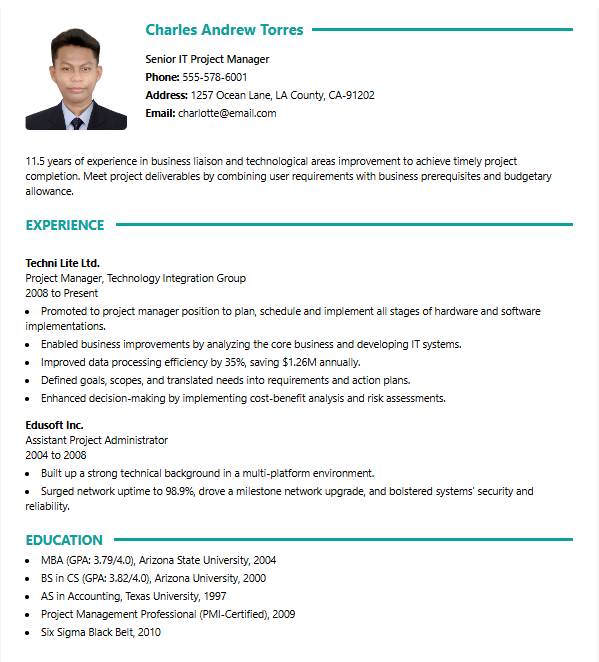 Charles Andrew Torres
Senior IT Project Manager
Phone: 555-578-6001
Address: 1257 Ocean Lane, LA County, CA-91202
Email: charlotte@email.com
11.5 years of experience in business liaison and technological areas improvement to achieve timely project
completion. Meet project deliverables by combining user requirements with business prerequisites and budgetary
allowance.
EXPERIENCE
Techni Lite Ltd.
Project Manager, Technology Integration Group
2008 to Present
• Promoted to project manager position to plan, schedule and implement all stages of hardware and software
implementations.
• Enabled business improvements by analyzing the core business and developing IT systems.
• Improved data processing efficiency by 35%, saving $1.26M annually.
• Defined goals, scopes, and translated needs into requirements and action plans.
• Enhanced decision-making by implementing cost-benefit analysis and risk assessments.
Edusoft Inc.
Assistant Project Administrator
2004 to 2008
• Built up a strong technical background in a multi-platform environment.
• Surged network uptime to 98.9%, drove a milestone network upgrade, and bolstered systems' security and
reliability.
EDUCATION
• MBA (GPA: 3.79/4.0), Arizona State University, 2004
• BS in CS (GPA: 3.82/4.0), Arizona University, 2000
• AS in Accounting, Texas University, 1997
• Project Management Professional (PMI-Certified), 2009
• Six Sigma Black Belt, 2010